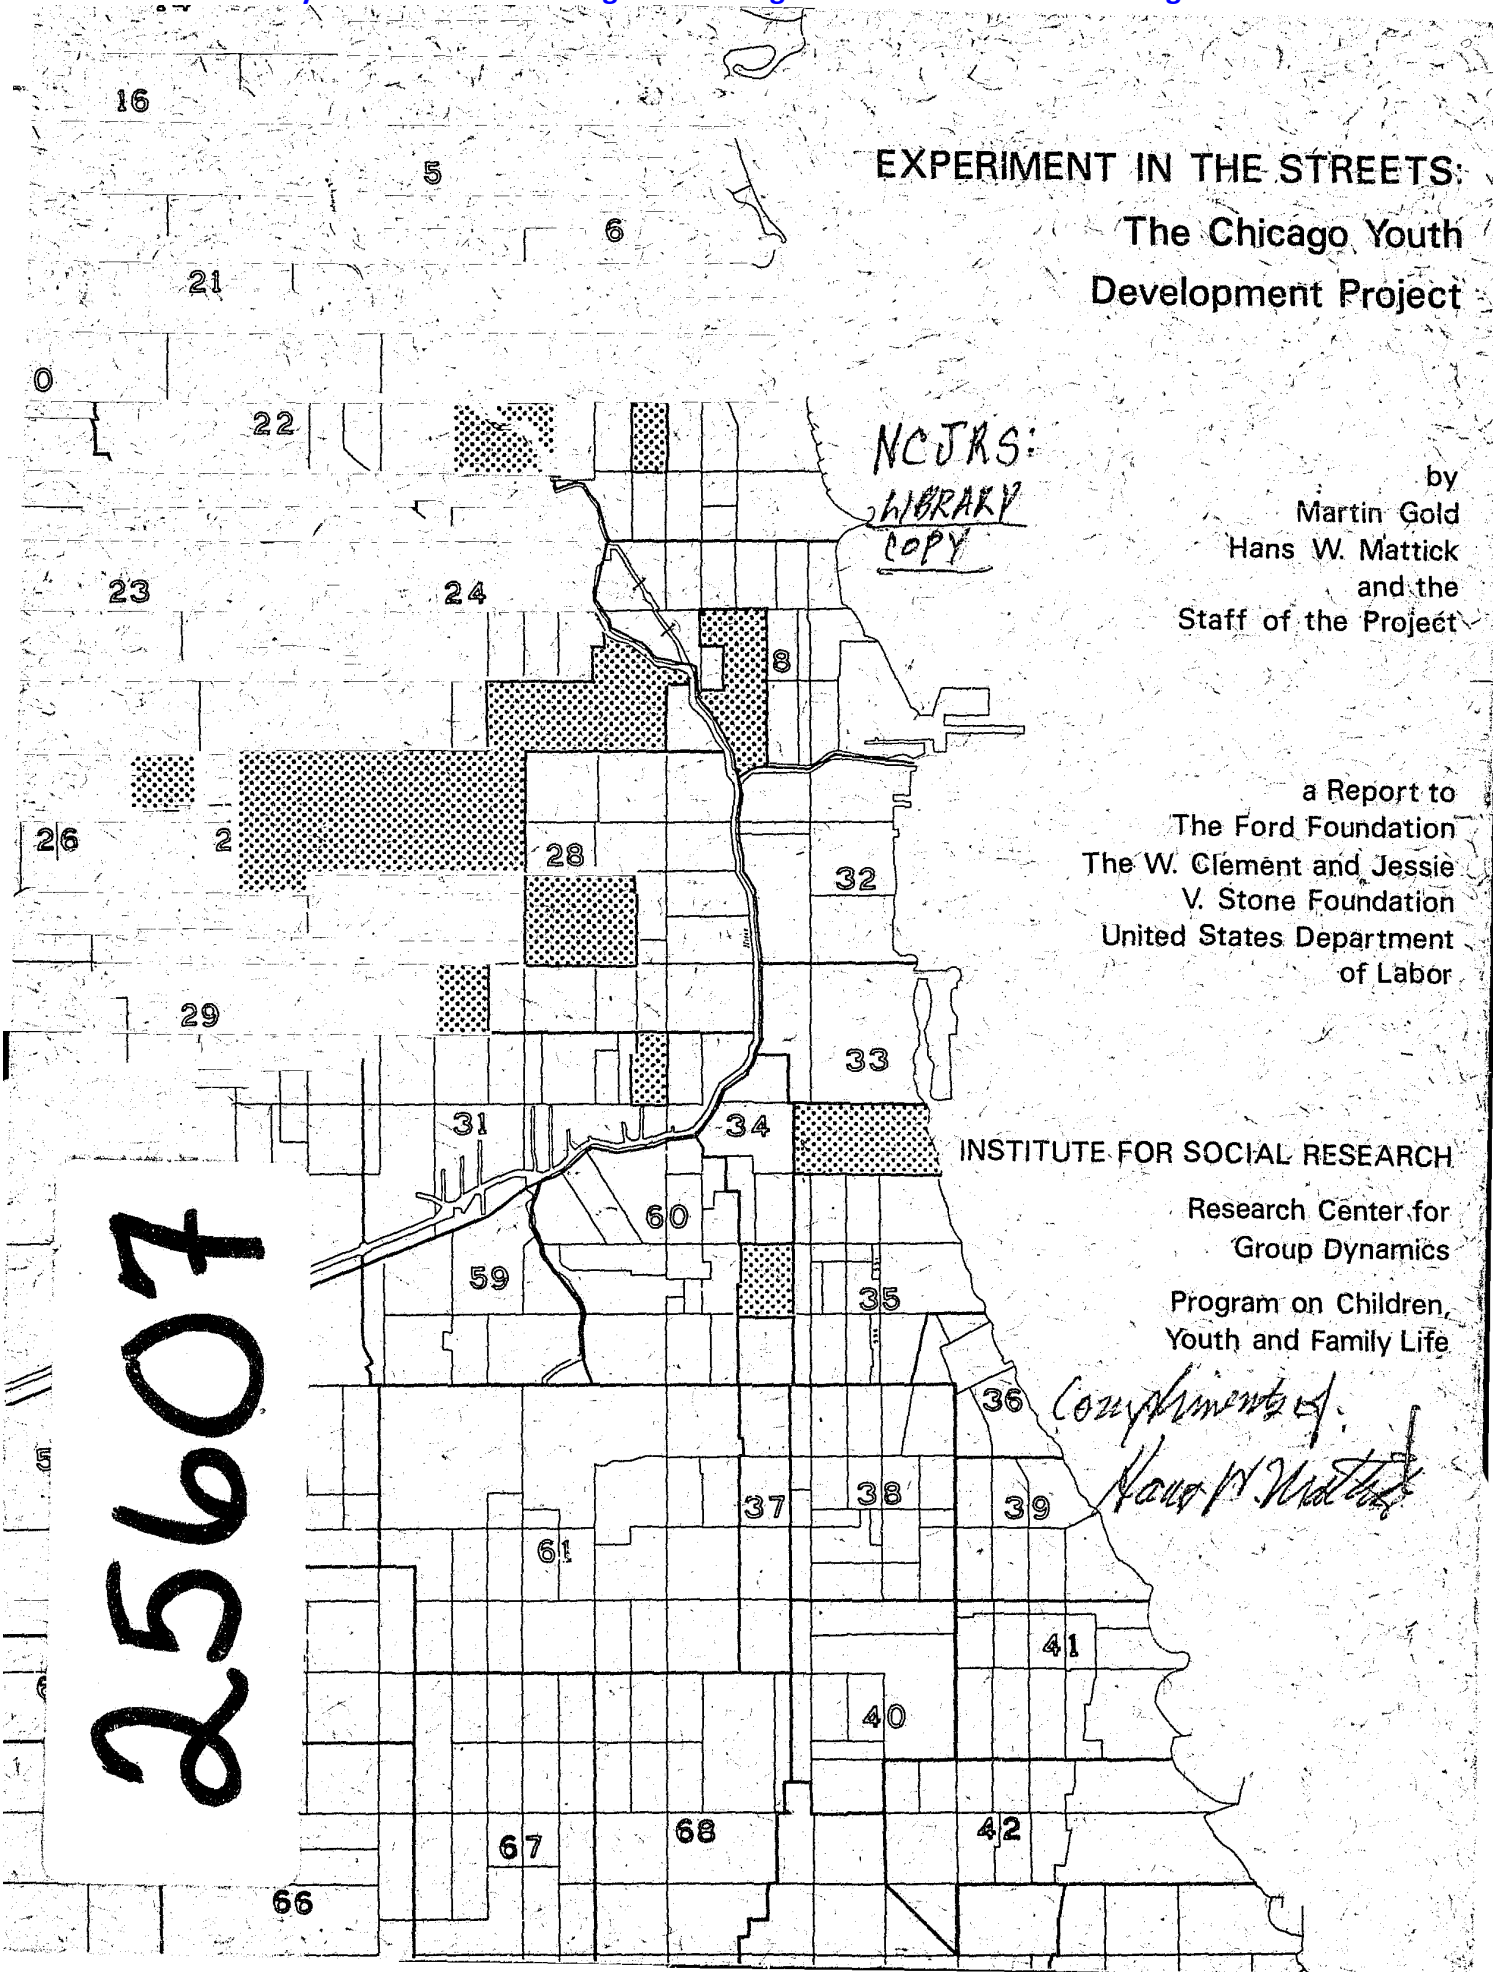 EXPERIMENT IN THE STREETS:
The Chicago Youth
Development Project
NCJRS:
LIBRARY
COPY
by
Martin Gold
Hans W. Mattick
and the
Staff of the Project
a Report to
The Ford Foundation
The W. Clement and Jessie
V. Stone Foundation
United States Department
of Labor
INSTITUTE FOR SOCIAL RESEARCH
Research Center for
Group Dynamics
Program on Children,
Youth and Family Life
Compliments of
Hans W. Mattick
25607
16
5
6
21
0
22
23
24
8
26
2
28
32
29
33
31
34
60
59
35
36
5
37
38
39
61
41
40
67
68
42
66